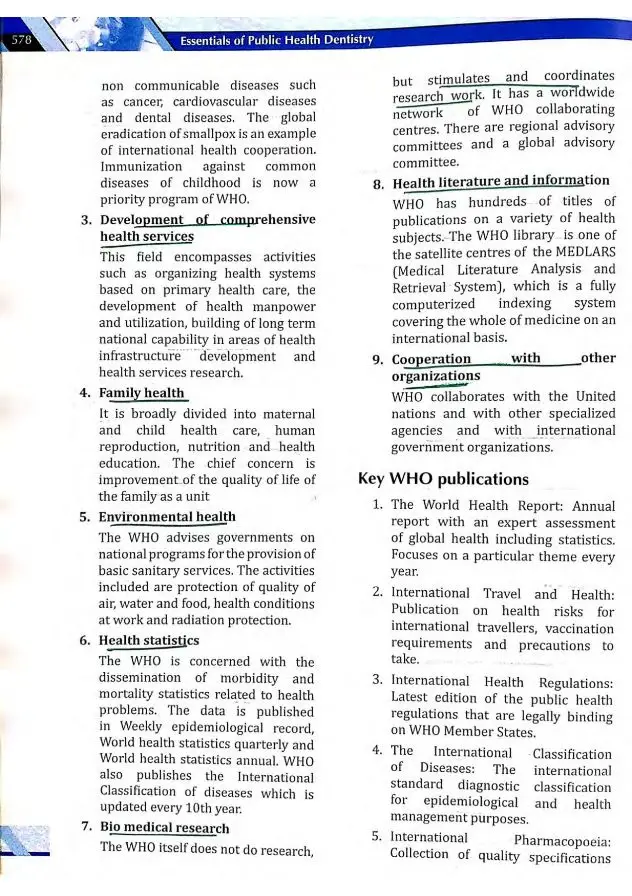 578
Essentials of Public Health Dentistry
non communicable diseases such
as cancer, cardiovascular diseases
and dental diseases. The global
eradication of smallpox is an example
of international health cooperation.
Immunization against common
diseases of childhood is now a
priority program of WHO.
3. Development of comprehensive
health services
This field encompasses activities
such as organizing health systems
based on primary health care, the
development of health manpower
and utilization, building of long term
national capability in areas of health
infrastructure development and
health services research.
4. Family health
It is broadly divided into maternal
and child health care, human
reproduction, nutrition and health
education. The chief concern is
improvement of the quality of life of
the family as a unit
5. Environmental health
The WHO advises governments on
national programs for the provision of
basic sanitary services. The activities
included are protection of quality of
air, water and food, health conditions
at work and radiation protection.
6. Health statistics
The WHO is concerned with the
dissemination of morbidity and
mortality statistics related to health
problems. The data is published
in Weekly epidemiological record,
World health statistics quarterly and
World health statistics annual. WHO
also publishes the International
Classification of diseases which is
updated every 10th year.
7. Bio medical research
The WHO itself does not do research,
but stimulates and coordinates
research work. It has a worldwide
network of WHO collaborating
centres. There are regional advisory
committees and a global advisory
committee.
8. Health literature and information
WHO has hundreds of titles of
publications on a variety of health
subjects. The WHO library is one of
the satellite centres of the MEDLARS
(Medical Literature Analysis and
Retrieval System), which is a fully
computerized indexing system
covering the whole of medicine on an
international basis.
9. Cooperation with other
organizations
WHO collaborates with the United
nations and with other specialized
agencies and with international
government organizations.
Key WHO publications
1. The World Health Report: Annual
report with an expert assessment
of global health including statistics.
Focuses on a particular theme every
year.
2. International Travel and Health:
Publication on health risks for
international travellers, vaccination
requirements and precautions to
take.
3. International Health Regulations:
Latest edition of the public health
regulations that are legally binding
on WHO Member States.
4. The International Classification
of Diseases: The international
standard diagnostic classification
for epidemiological and health
management purposes.
5. International Pharmacopoeia:
Collection of quality specifications